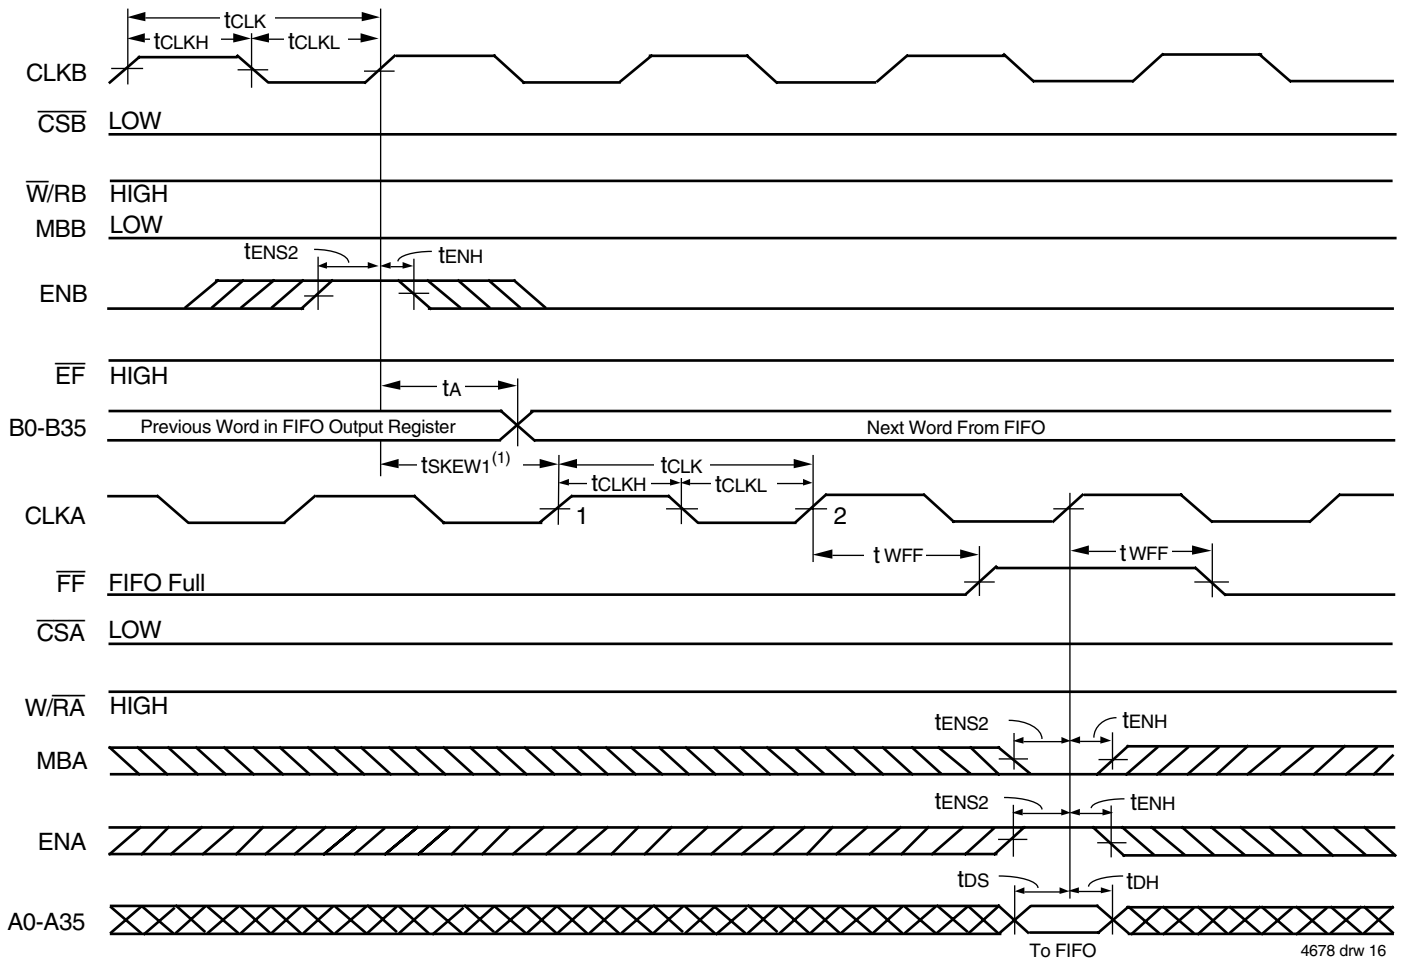 tCLK
tCLKH tCLKL
CLKB
CSB LOW
W/RB HIGH
MBB LOW
tENS2 tENH
ENB
EF HIGH
tA
B0-B35 Previous Word in FIFO Output Register Next Word From FIFO
tSKEW1(1) tCLK
tCLKH tCLKL
CLKA 1 2
tWFF tWFF
FF FIFO Full
CSA LOW
W/RA HIGH
tENS2 tENH
MBA
tENS2 tENH
ENA
tDS tDH
A0-A35
To FIFO 4678 drw 16